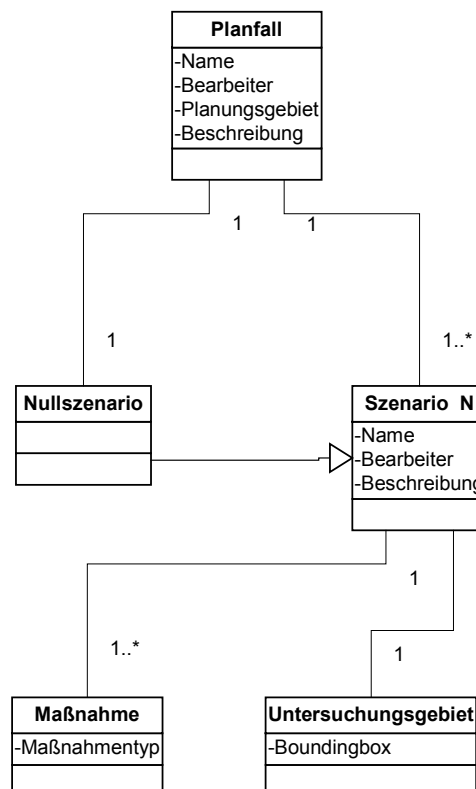 Planfall
-Name
-Bearbeiter
-Planungsgebiet
-Beschreibung
1 1
1 1..*
Nullszenario
Szenario N
-Name
-Bearbeiter
-Beschreibung
1
1..* 1
Maßnahme
-Maßnahmentyp
Untersuchungsgebiet
-Boundingbox